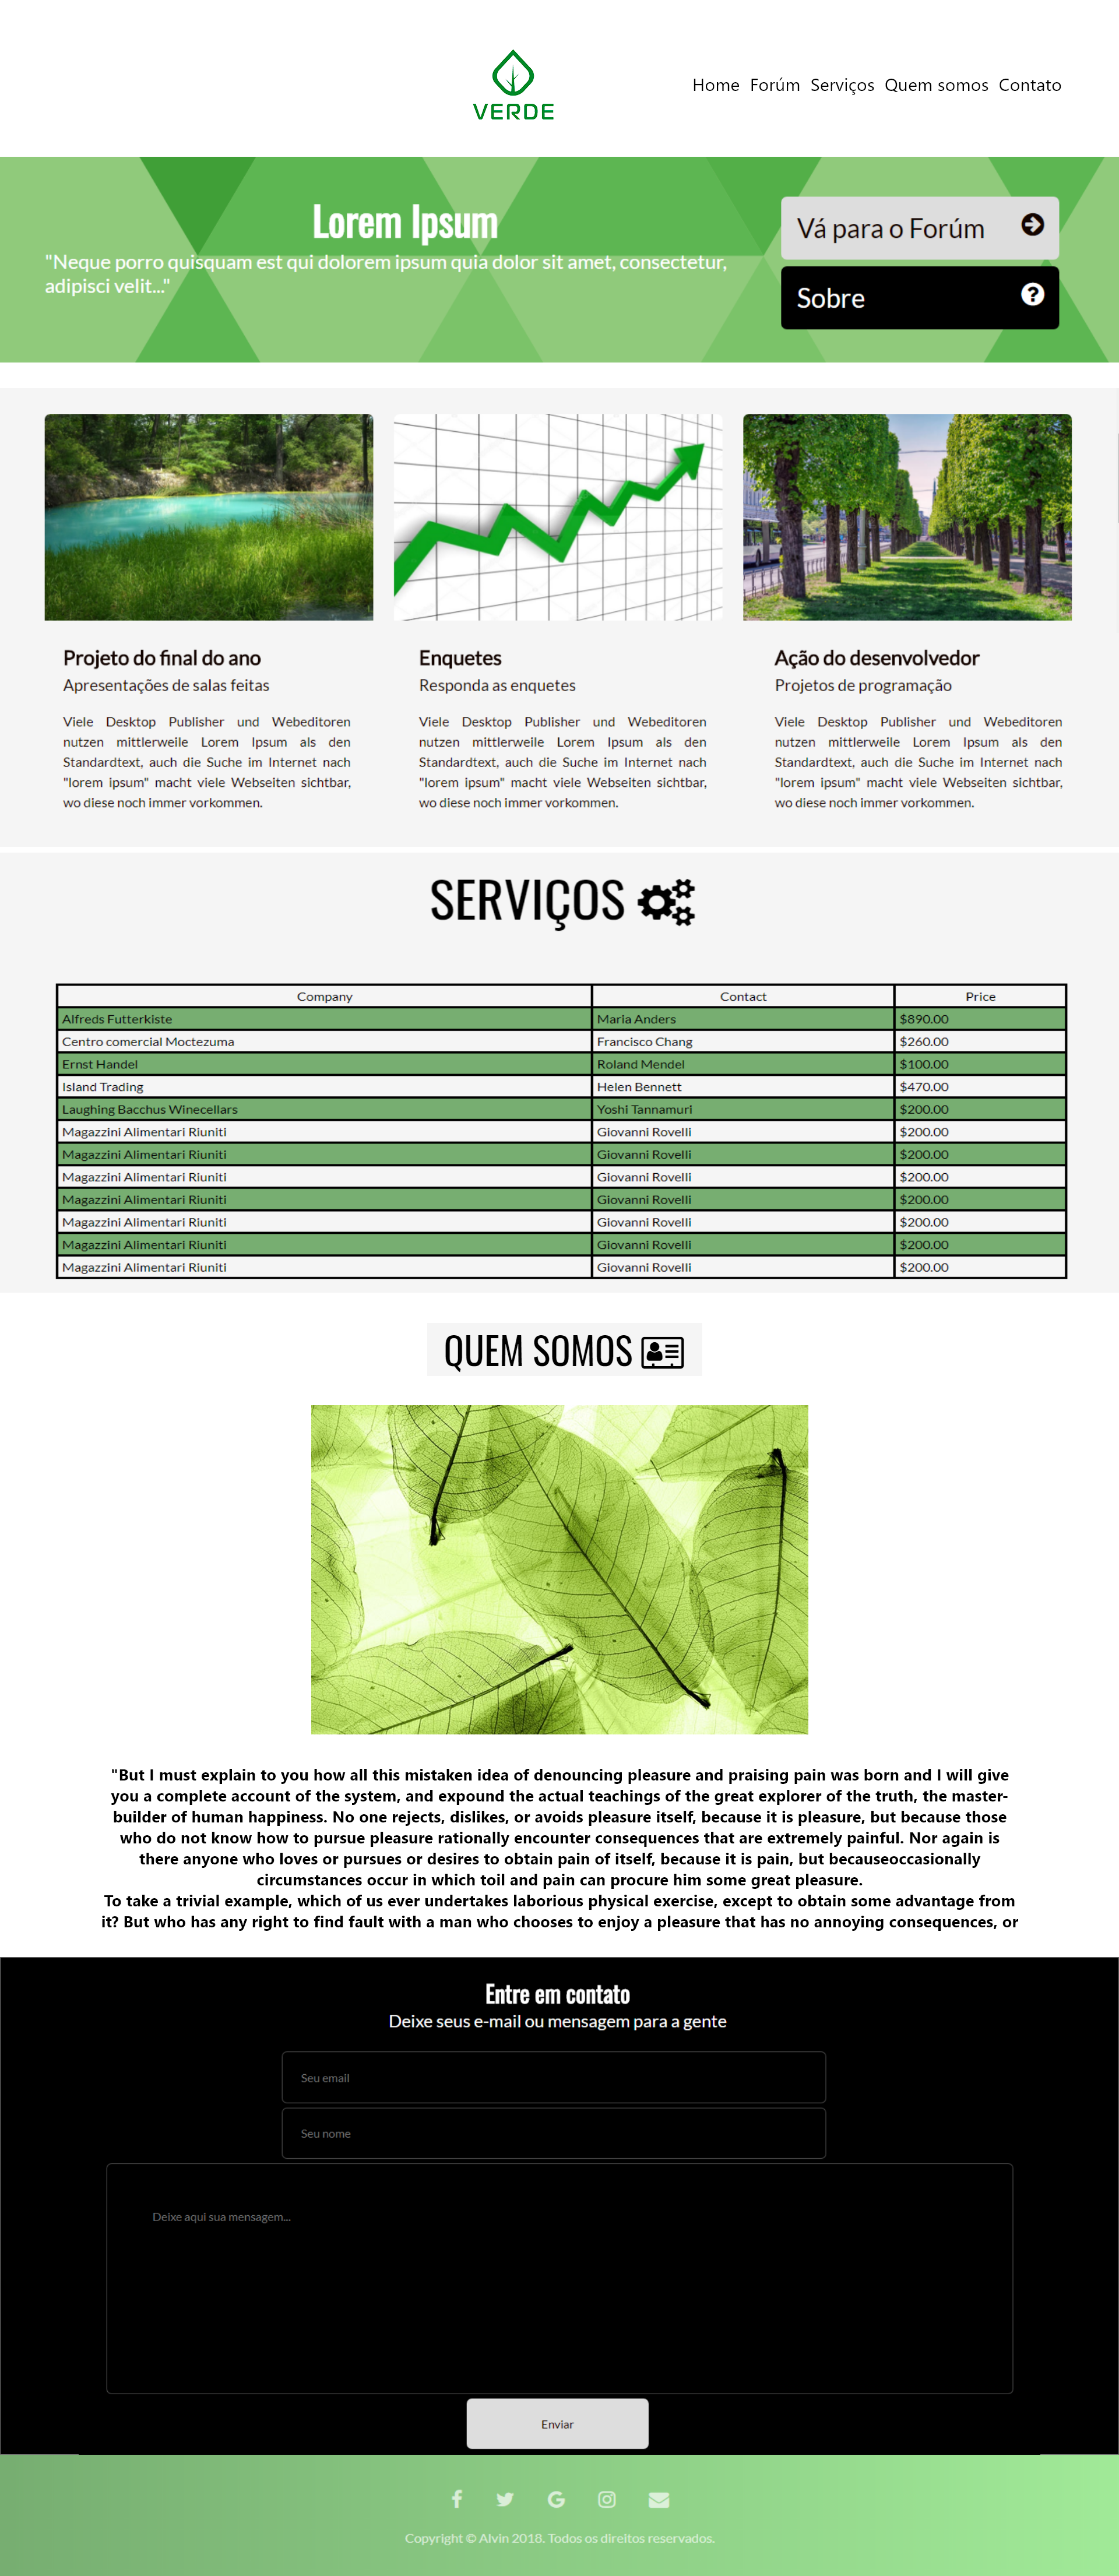 VERDE
Home Forúm Serviços Quem somos Contato
Lorem Ipsum
"Neque porro quisquam est qui dolorem ipsum quia dolor sit amet, consectetur,
adipisci velit..."
Vá para o Forúm
Sobre
Projeto do final do ano
Apresentações de salas feitas
Viele Desktop Publisher und Webeditoren
nutzen mittlerweile Lorem Ipsum als den
Standardtext, auch die Suche im Internet nach
"lorem ipsum" macht viele Webseiten sichtbar,
wo diese noch immer vorkommen.
Enquetes
Responda as enquetes
Viele Desktop Publisher und Webeditoren
nutzen mittlerweile Lorem Ipsum als den
Standardtext, auch die Suche im Internet nach
"lorem ipsum" macht viele Webseiten sichtbar,
wo diese noch immer vorkommen.
Ação do desenvolvedor
Projetos de programação
Viele Desktop Publisher und Webeditoren
nutzen mittlerweile Lorem Ipsum als den
Standardtext, auch die Suche im Internet nach
"lorem ipsum" macht viele Webseiten sichtbar,
wo diese noch immer vorkommen.
SERVIÇOS
Company Contact Price
Alfreds Futterkiste Maria Anders $890.00
Centro comercial Moctezuma Francisco Chang $260.00
Ernst Handel Roland Mendel $100.00
Island Trading Helen Bennett $470.00
Laughing Bacchus Winecellars Yoshi Tannamuri $200.00
Magazzini Alimentari Riuniti Giovanni Rovelli $200.00
Magazzini Alimentari Riuniti Giovanni Rovelli $200.00
Magazzini Alimentari Riuniti Giovanni Rovelli $200.00
Magazzini Alimentari Riuniti Giovanni Rovelli $200.00
Magazzini Alimentari Riuniti Giovanni Rovelli $200.00
Magazzini Alimentari Riuniti Giovanni Rovelli $200.00
Magazzini Alimentari Riuniti Giovanni Rovelli $200.00
QUEM SOMOS
"But I must explain to you how all this mistaken idea of denouncing pleasure and praising pain was born and I will give
you a complete account of the system, and expound the actual teachings of the great explorer of the truth, the master-
builder of human happiness. No one rejects, dislikes, or avoids pleasure itself, because it is pleasure, but because those
who do not know how to pursue pleasure rationally encounter consequences that are extremely painful. Nor again is
there anyone who loves or pursues or desires to obtain pain of itself, because it is pain, but becauseoccasionally
circumstances occur in which toil and pain can procure him some great pleasure.
To take a trivial example, which of us ever undertakes laborious physical exercise, except to obtain some advantage from
it? But who has any right to find fault with a man who chooses to enjoy a pleasure that has no annoying consequences, or
Entre em contato
Deixe seus e-mail ou mensagem para a gente
Seu email
Seu nome
Deixe aqui sua mensagem...
Enviar
Copyright © Alvin 2018. Todos os direitos reservados.